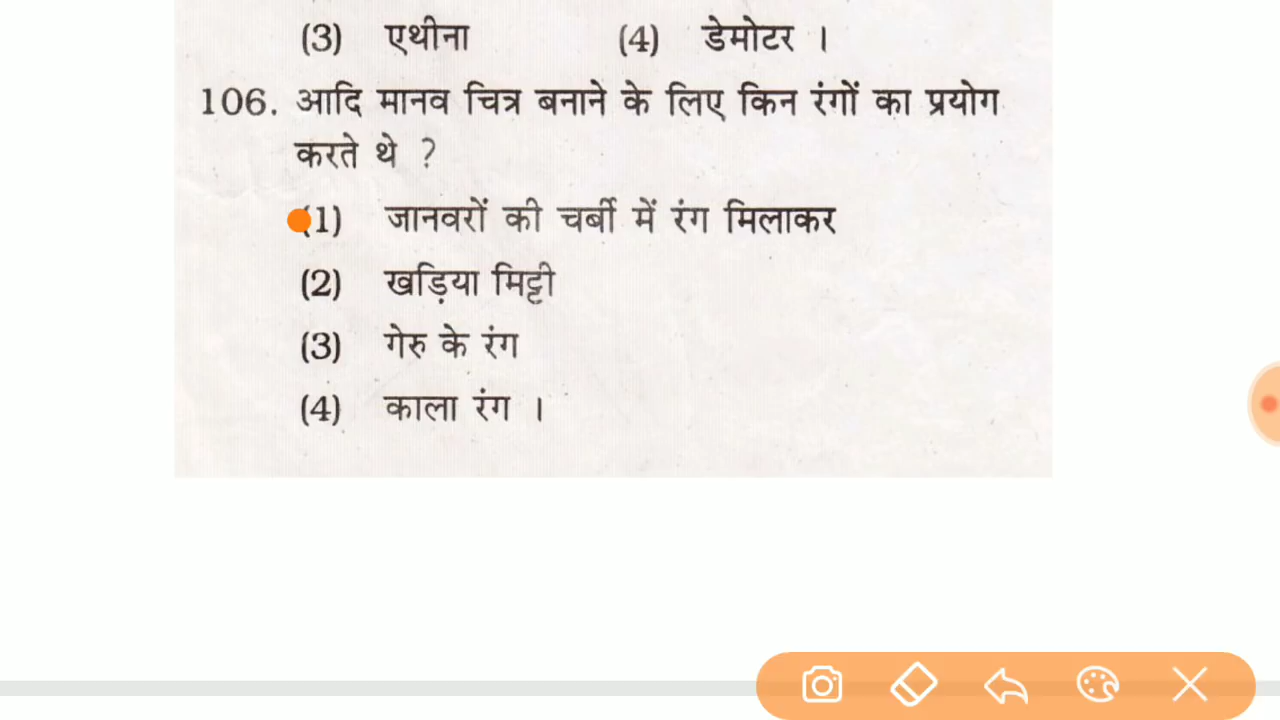 (3) एथीना (4) डेमोटर ।
106. आदि मानव चित्र बनाने के लिए किन रंगों का प्रयोग
करते थे ?
(1) जानवरों की चर्बी में रंग मिलाकर
(2) खड़िया मिट्टी
(3) गेरु के रंग
(4) काला रंग ।